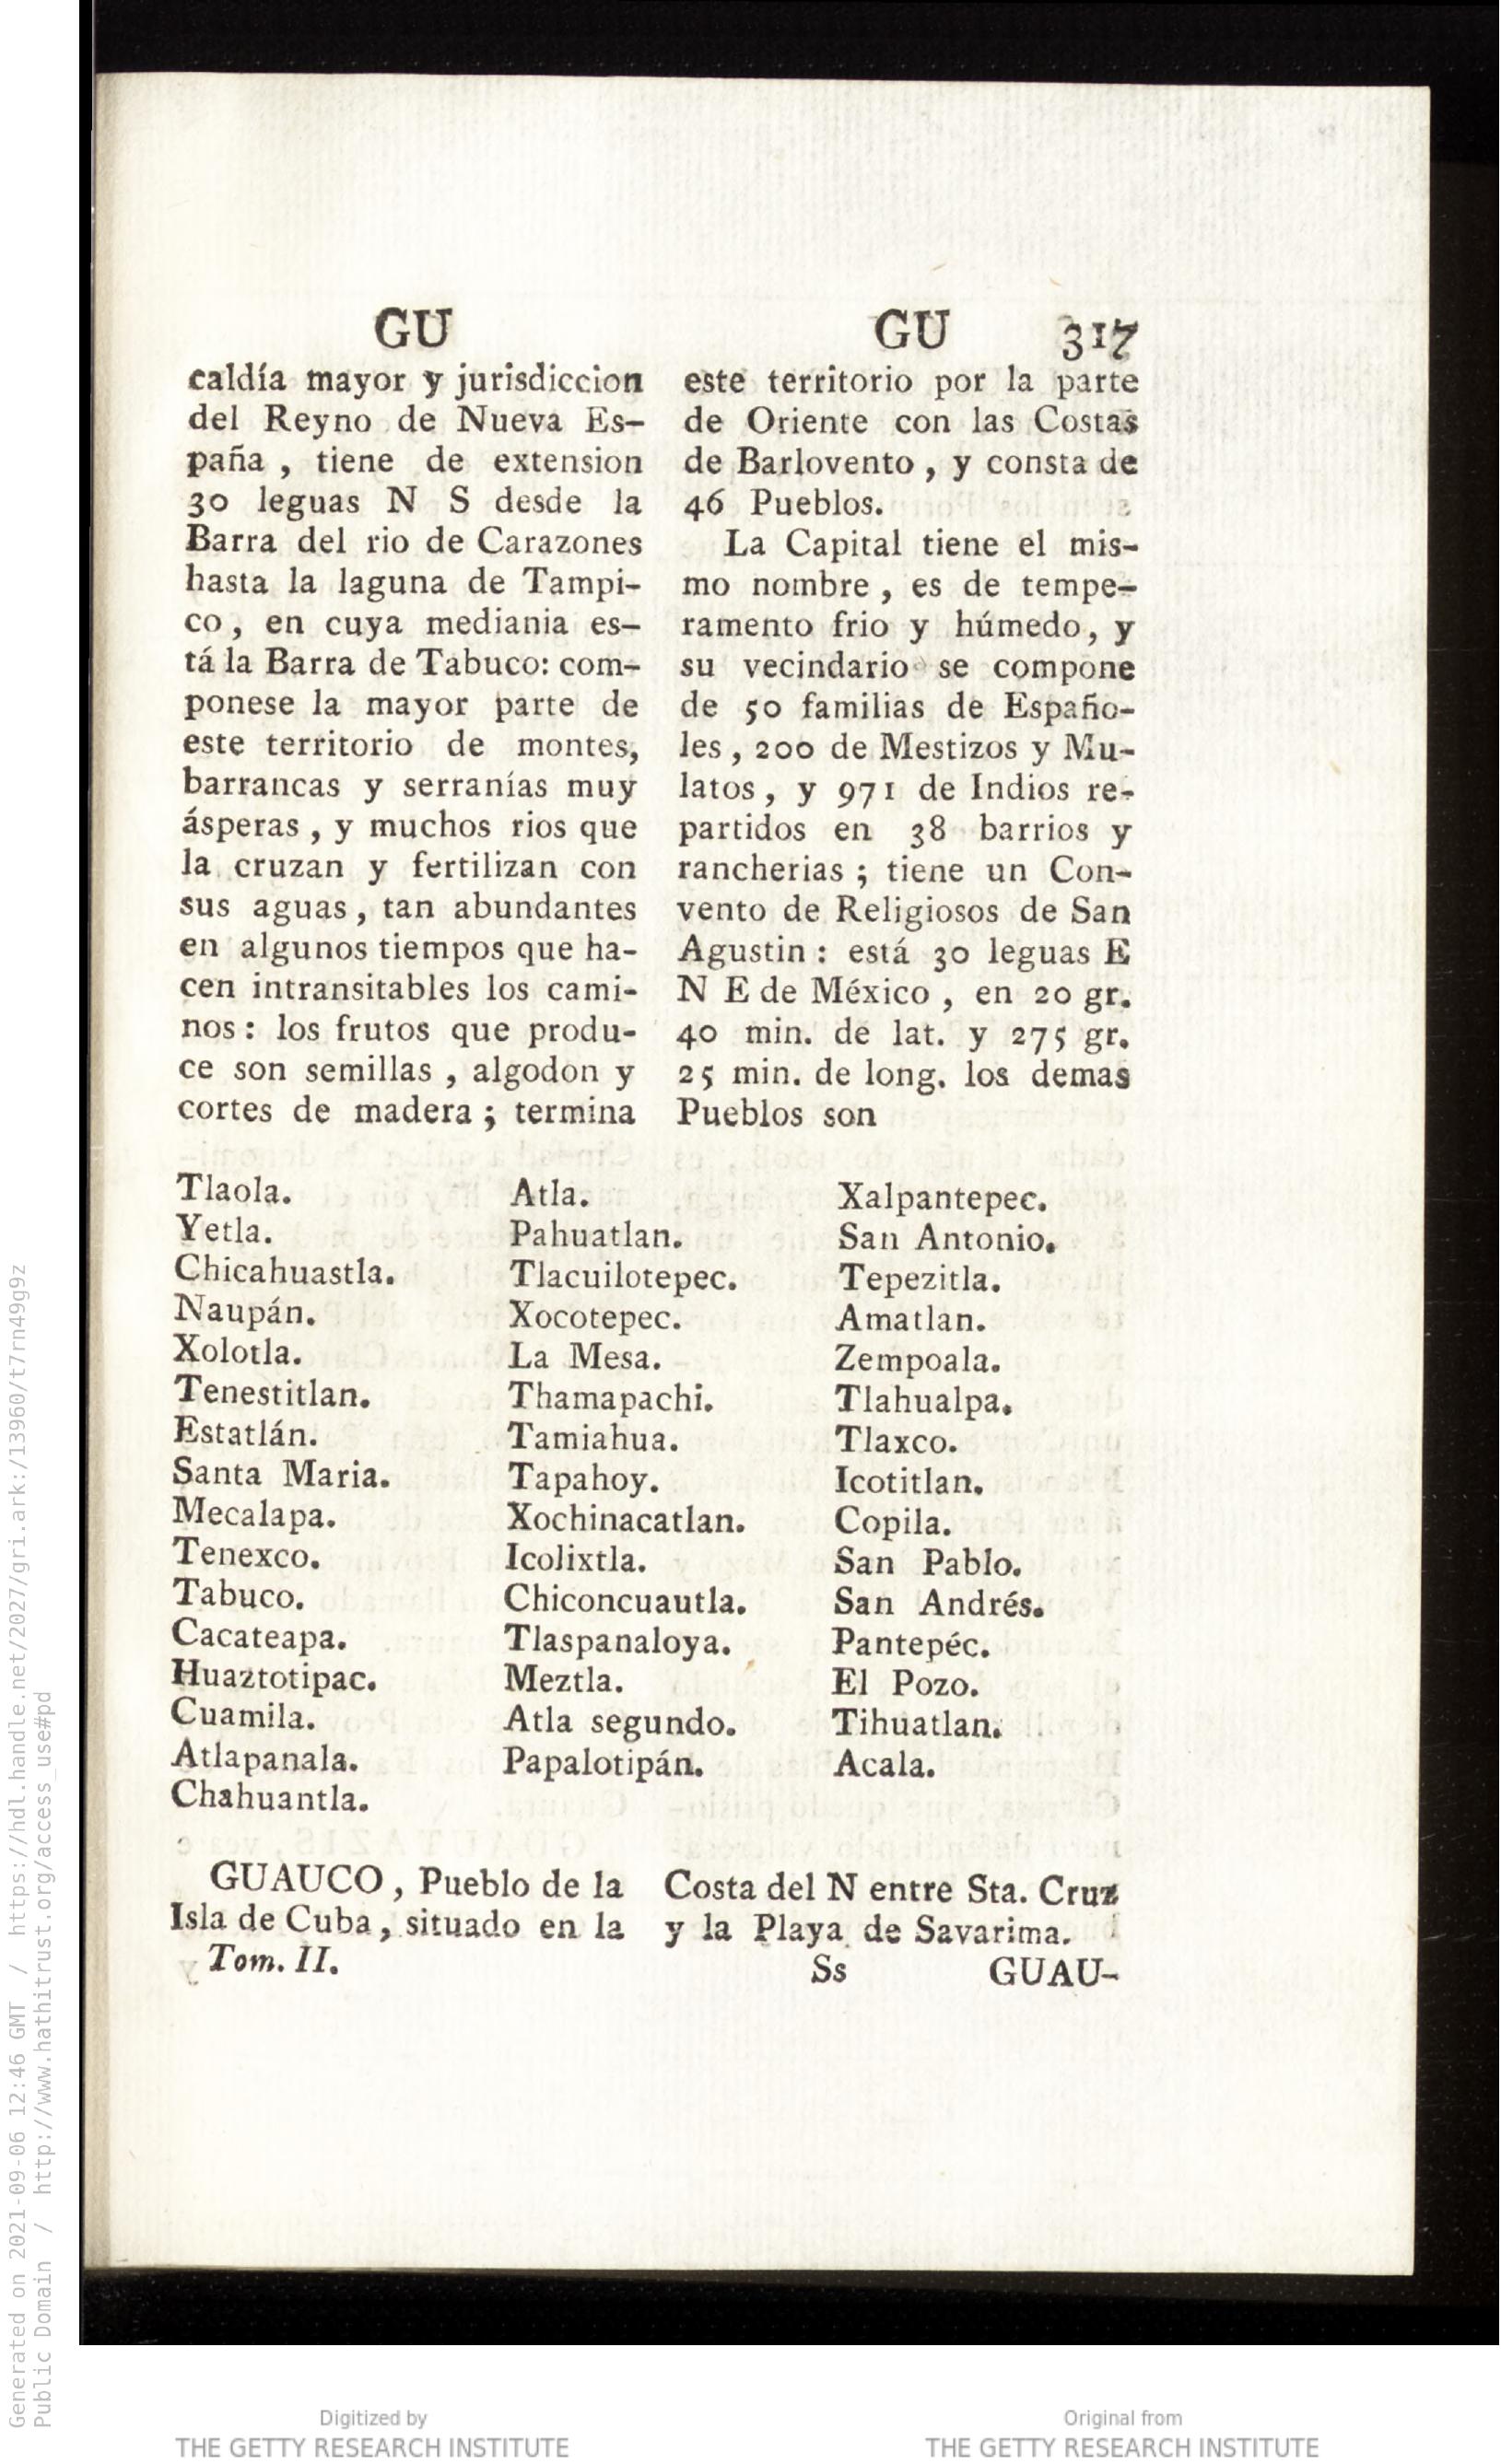 GU
caldía mayor y jurisdiccion
del Reyno de Nueva Es-
paña , tiene de extension
30 leguas N S desde la
Barra del rio de Carazones
hasta la laguna de Tampi-
co , en cuya mediania es-
tá la Barra de Tabuco: com-
ponese la mayor parte de
este territorio de montes,
barrancas y serranías muy
ásperas , y muchos rios que
la cruzan y fertilizan con
sus aguas , tan abundantes
en algunos tiempos que ha-
cen intransitables los cami-
nos : los frutos que produ-
ce son semillas , algodon y
cortes de madera ; termina
GU 317
este territorio por la parte
de Oriente con las Costas
de Barlovento , y consta de
46 Pueblos.
La Capital tiene el mis-
mo nombre , es de tempe-
ramento frio y húmedo, y
su vecindario se compone
de 50 familias de Españo-
les , 200 de Mestizos y Mu-
latos , y 971 de Indios re-
partidos en 38 barrios y
rancherias ; tiene un Con-
vento de Religiosos de San
Agustin : está 30 leguas E
N E de México , en 20 gr.
40 min. de lat. y 275 gr.
25 min. de long. los demas
Pueblos son
Tlaola.
Yetla.
Chicahuastla.
Naupán.
Xolotla.
Tenestitlan.
Estatlán.
Santa Maria.
Mecalapa.
Tenexco.
Tabuco.
Cacateapa.
Huaztotipac.
Cuamila.
Atlapanala.
Chahuantla.
Atla.
Pahuatlan.
Tlacuilotepec.
Xocotepec.
La Mesa.
Thamapachi.
Tamiahua.
Tapahoy.
Xochinacatlan.
Icolixtla.
Chiconcuautla.
Tlaspanaloya.
Meztla.
Atla segundo.
Papalotipán.
Xalpantepec.
San Antonio.
Tepezitla.
Amatlan.
Zempoala.
Tlahualpa.
Tlaxco.
Icotitlan.
Copila.
San Pablo.
San Andrés.
Pantepéc.
El Pozo.
Tihuatlan.
Acala.
GUAUCO , Pueblo de la
Isla de Cuba , situado en la
Costa del N entre Sta. Cruz
y la Playa de Savarima.
Tom. II. Ss GUAU-
Generated on 2021-09-06 12:46 GMT / https://hdl.handle.net/2027/gri.ark:/13960/t7rn49g9z
Public Domain / http://www.hathitrust.org/access_use#pd
Digitized by
THE GETTY RESEARCH INSTITUTE
Original from
THE GETTY RESEARCH INSTITUTE